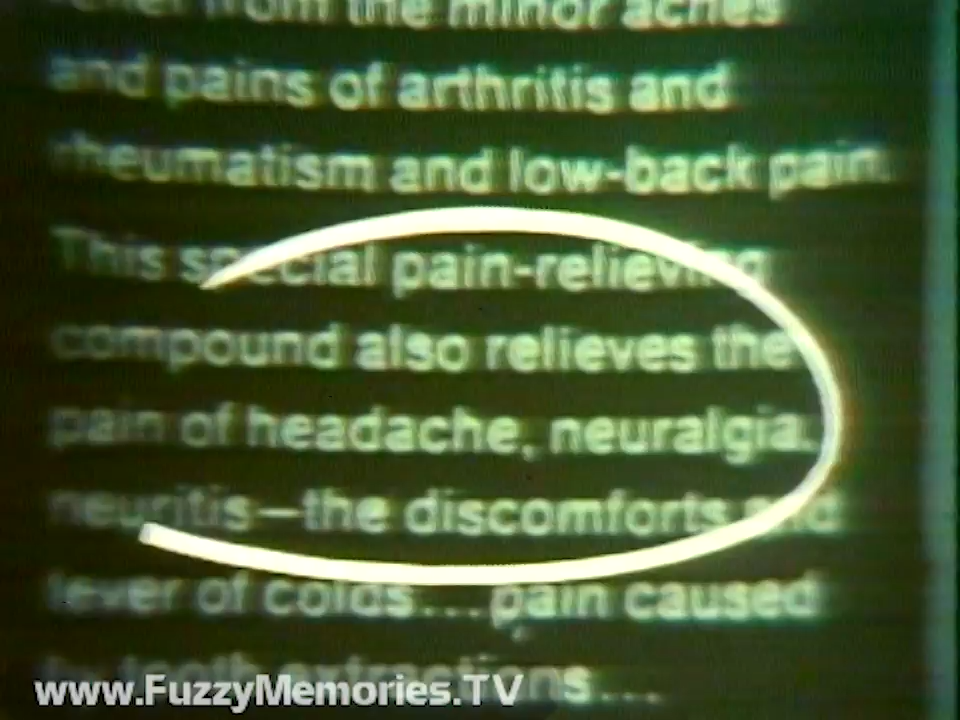 relief from the minor aches
and pains of arthritis and
rheumatism and low-back pain.
This special pain-relieving
compound also relieves the
pain of headache, neuralgia,
neuritis—the discomforts and
fever of colds....pain caused
by tooth extractions....
www.FuzzyMemories.TV